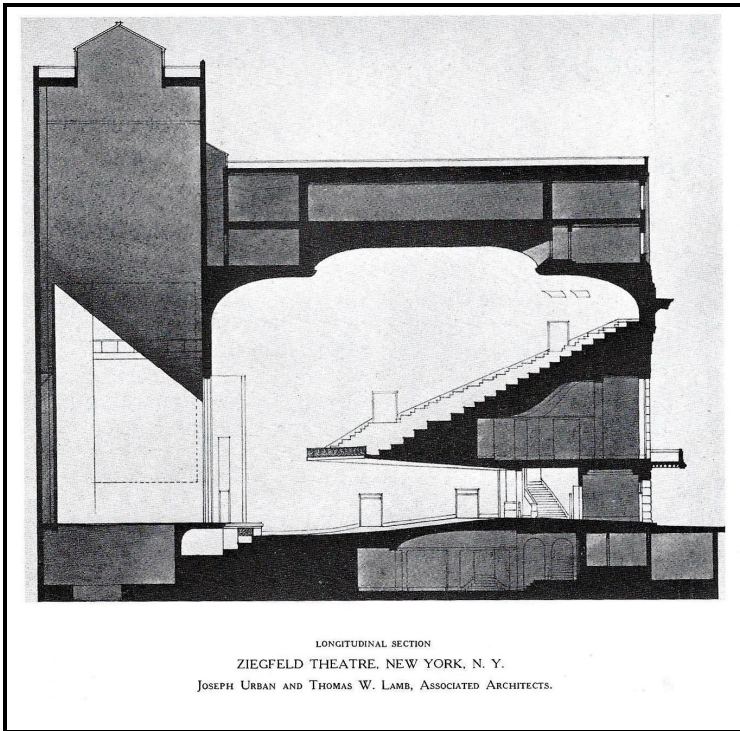 LONGITUDINAL SECTION
ZIEGFELD THEATRE, NEW YORK, N. Y.
JOSEPH URBAN AND THOMAS W. LAMB, ASSOCIATED ARCHITECTS.